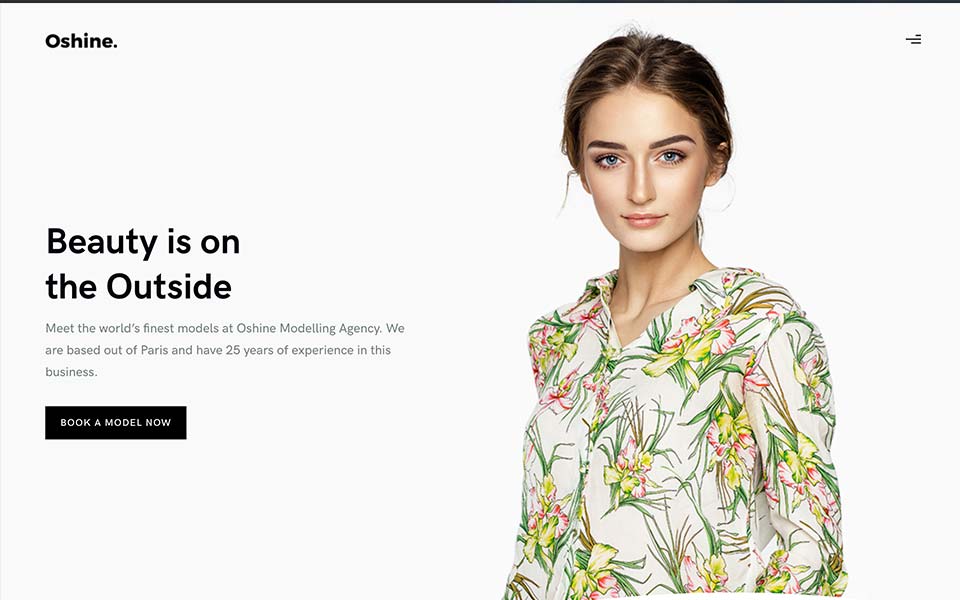 Oshine.
Beauty is on
the Outside
Meet the world's finest models at Oshine Modelling Agency. We
are based out of Paris and have 25 years of experience in this
business.
BOOK A MODEL NOW